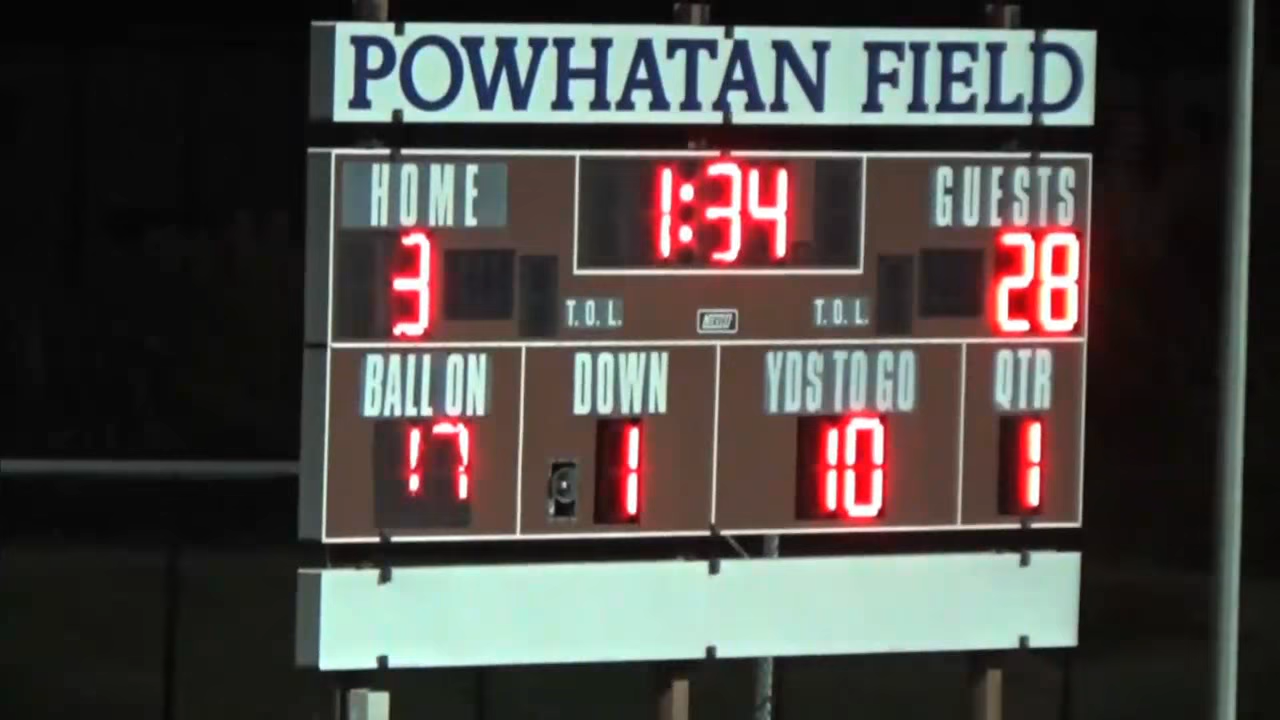 POWHATAN FIELD
HOME 1:34 GUESTS
3 28
T.O.L. NEVCO T.O.L.
BALL ON DOWN YDS TO GO QTR
17 1 10 1